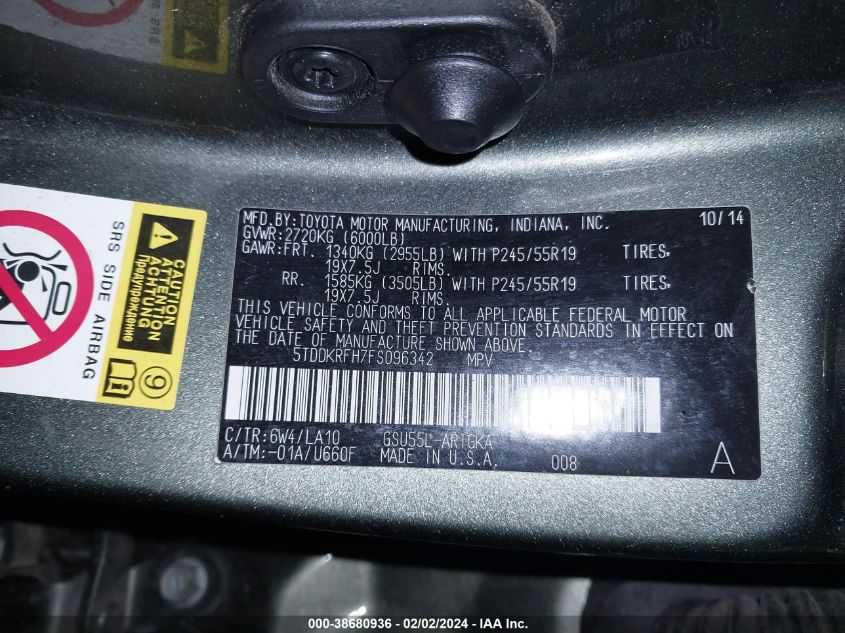 MFD.BY:TOYOTA MOTOR MANUFACTURING, INDIANA, INC. 10/14
GVWR:2720KG (6000LB)
GAWR:FRT. 1340KG (2955LB) WITH P245/55R19 TIRES,
19X7.5J RIMS.
RR. 1585KG (3505LB) WITH P245/55R19 TIRES,
19X7.5J RIMS.
THIS VEHICLE CONFORMS TO ALL APPLICABLE FEDERAL MOTOR
VEHICLE SAFETY AND THEFT PREVENTION STANDARDS IN EFFECT ON
THE DATE OF MANUFACTURE SHOWN ABOVE.
5TDDKRFH7FS096342 MPV
C/TR:6W4/LA10 GSU55L-ARTGKA
A/TM:-01A/U660F MADE IN U.S.A. 008
A
SRS SIDE AIRBAG
CAUTION
ATTENTION
ACHTUNG
Предупреждение
9
000-38680936 - 02/02/2024 - IAA Inc.